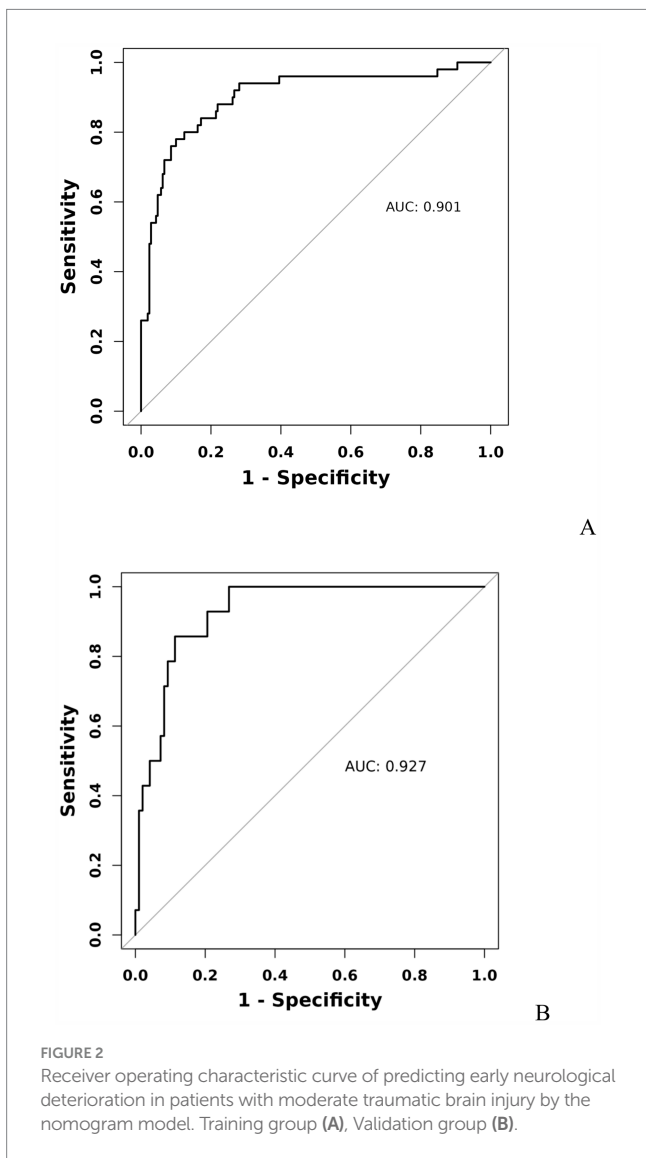 1.0
0.8
0.6
0.4
0.2
0.0
Sensitivity
AUC: 0.901
0.0 0.2 0.4 0.6 0.8 1.0
1 - Specificity
A
1.0
0.8
0.6
0.4
0.2
0.0
Sensitivity
AUC: 0.927
0.0 0.2 0.4 0.6 0.8 1.0
1 - Specificity
B
FIGURE 2
Receiver operating characteristic curve of predicting early neurological
deterioration in patients with moderate traumatic brain injury by the
nomogram model. Training group (A), Validation group (B).